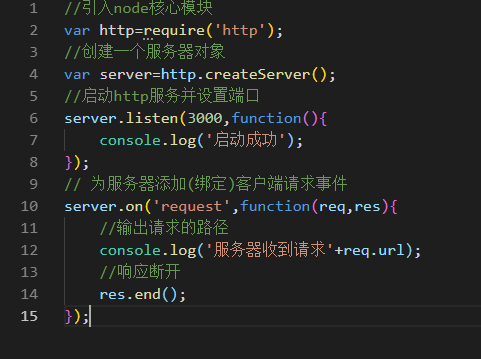 1 //引入node核心模块
2 var http=require('http');
3 //创建一个服务器对象
4 var server=http.createServer();
5 //启动http服务并设置端口
6 server.listen(3000,function(){
7 console.log('启动成功');
8 });
9 // 为服务器添加(绑定)客户端请求事件
10 server.on('request',function(req,res){
11 //输出请求的路径
12 console.log('服务器收到请求'+req.url);
13 //响应断开
14 res.end();
15 });